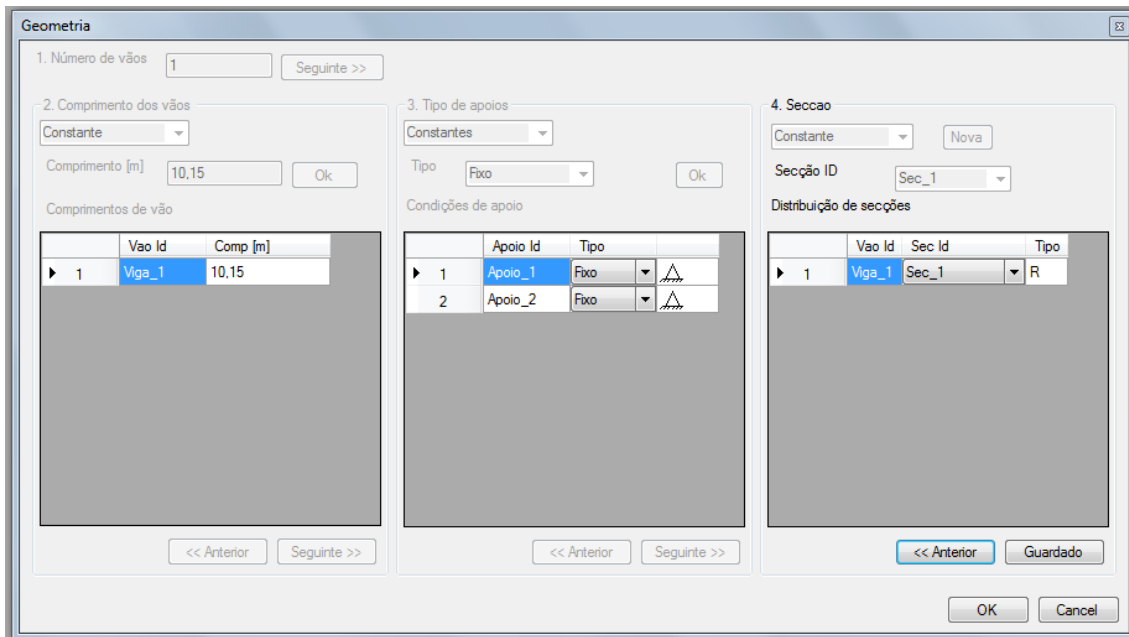 Geometria
1. Número de vãos 1 Seguinte >>
2. Comprimento dos vãos
Constante
Comprimento [m] 10,15 Ok
Comprimentos de vão
Vao Id Comp [m]
1 Viga_1 10,15
<< Anterior Seguinte >>
3. Tipo de apoios
Constantes
Tipo Fixo Ok
Condições de apoio
Apoio Id Tipo
1 Apoio_1 Fixo
2 Apoio_2 Fixo
<< Anterior Seguinte >>
4. Seccao
Constante Nova
Secção ID Sec_1
Distribuição de secções
Vao Id Sec Id Tipo
1 Viga_1 Sec_1 R
<< Anterior Guardado
OK Cancel